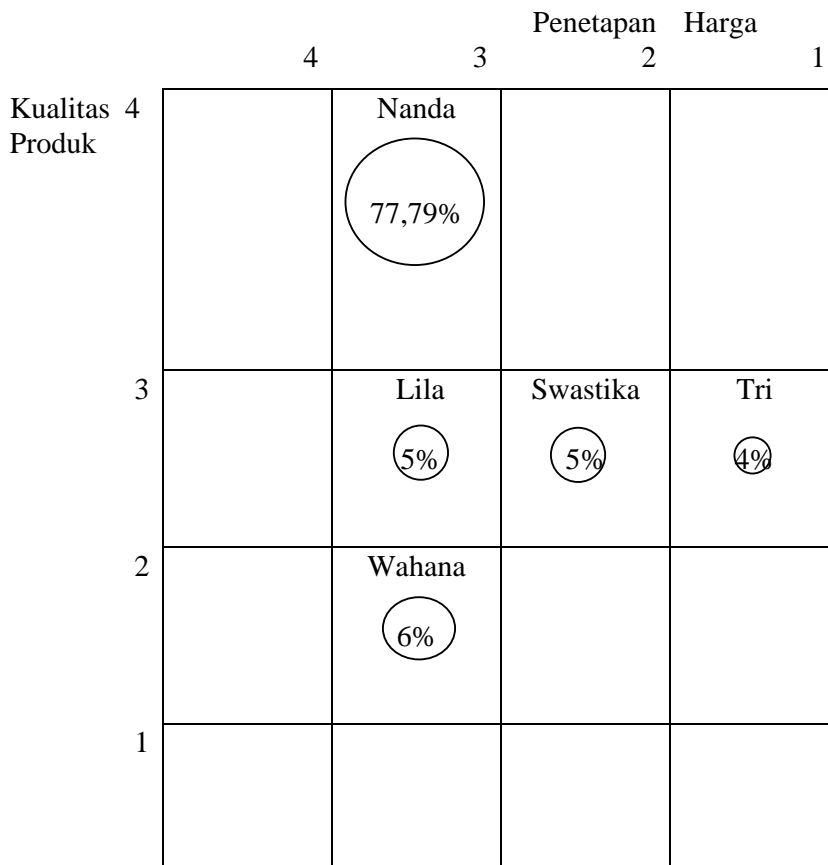 Penetapan Harga
4 3 2 1
Kualitas 4 Nanda
Produk
77,79%
3 Lila Swastika Tri
5% 5% 4%
2 Wahana
6%
1